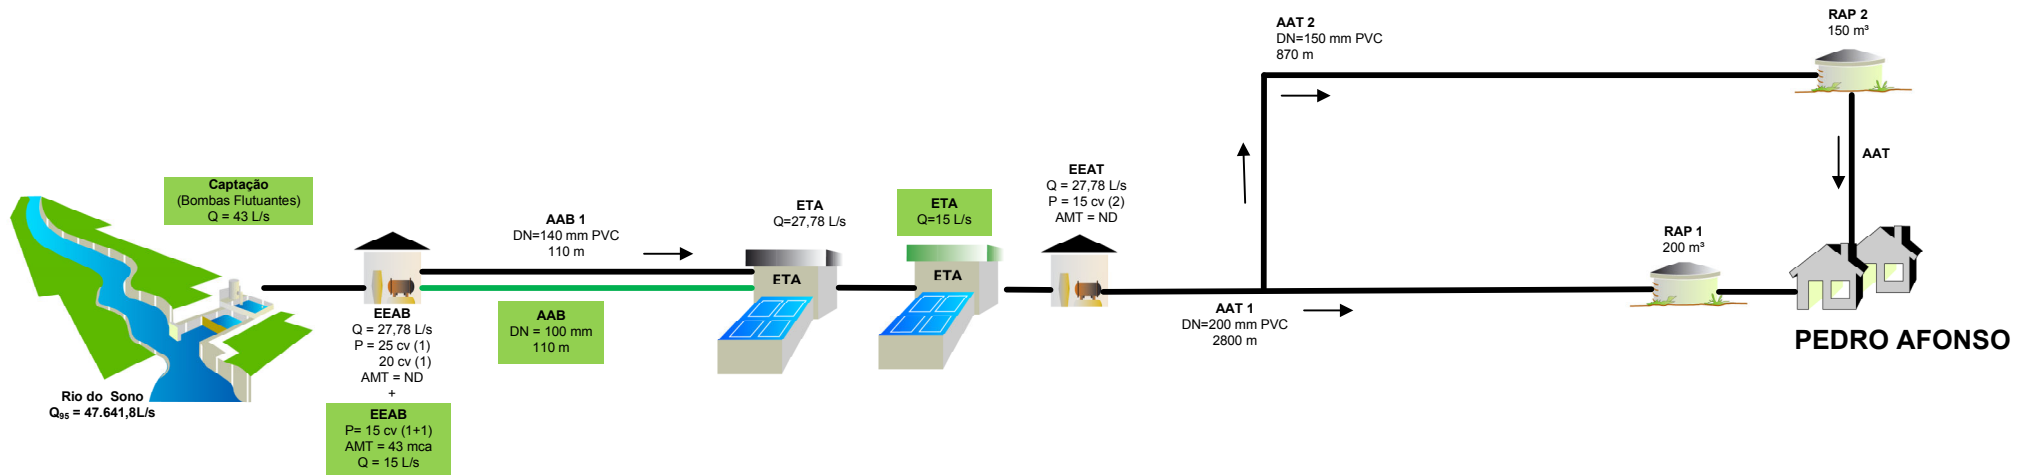 Rio do Sono
Q₉₅ = 47.641,8L/s
Captação
(Bombas Flutuantes)
Q = 43 L/s
EEAB
Q = 27,78 L/s
P = 25 cv (1)
20 cv (1)
AMT = ND
+
EEAB
P= 15 cv (1+1)
AMT = 43 mca
Q = 15 L/s
AAB 1
DN=140 mm PVC
110 m
AAB
DN = 100 mm
110 m
ETA
Q=27,78 L/s
ETA
ETA
Q=15 L/s
ETA
EEAT
Q = 27,78 L/s
P = 15 cv (2)
AMT = ND
AAT 1
DN=200 mm PVC
2800 m
AAT 2
DN=150 mm PVC
870 m
RAP 2
150 m³
AAT
RAP 1
200 m³
PEDRO AFONSO